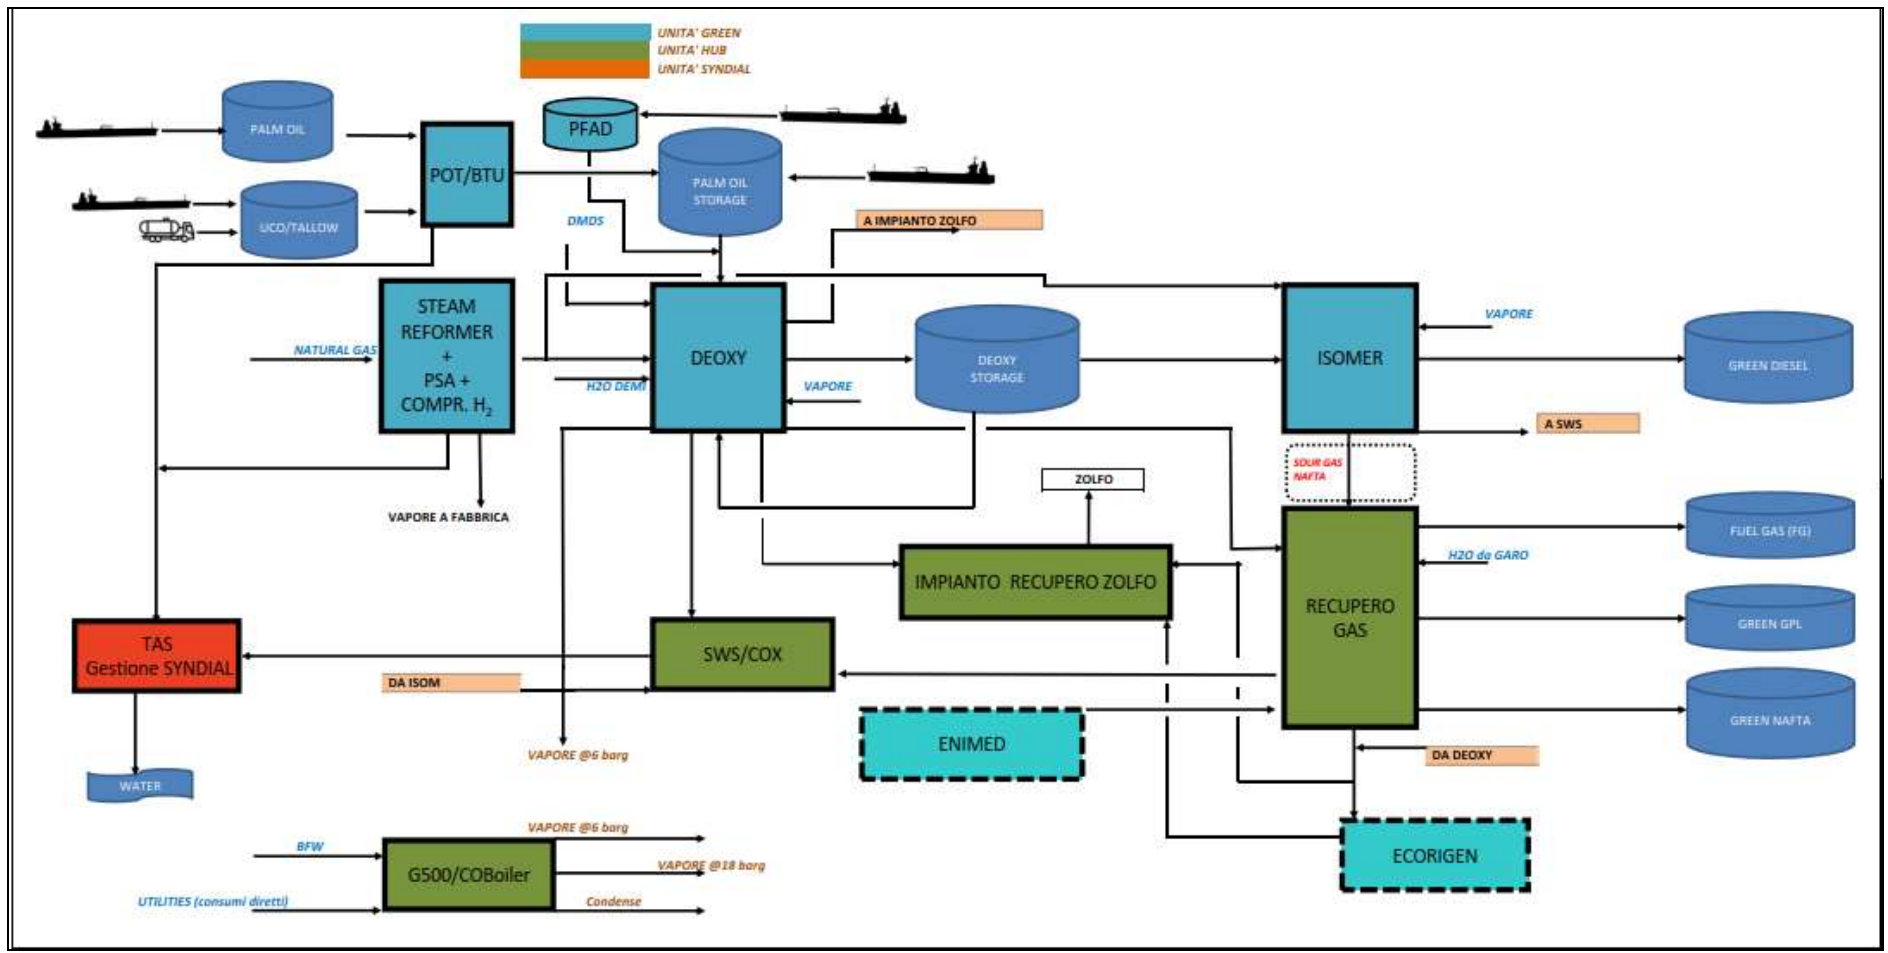 UNITA' GREEN
UNITA' HUB
UNITA' SYNDIAL
PALM OIL
UCO/TALLOW
POT/BTU
PFAD
PALM OIL
STORAGE
DMDS
A IMPIANTO ZOLFO
STEAM
REFORMER
+
PSA +
COMPR. H2
NATURAL GAS
H2O DEMI
DEOXY
VAPORE
DEOXY
STORAGE
ISOMER
VAPORE
GREEN DIESEL
A SWS
SOUR GAS
NAFTA
VAPORE A FABBRICA
ZOLFO
IMPIANTO RECUPERO ZOLFO
RECUPERO
GAS
FUEL GAS (FG)
H2O da GARO
GREEN GPL
GREEN NAFTA
TAS
Gestione SYNDIAL
SWS/COX
DA ISOM
WATER
VAPORE @6 barg
ENIMED
DA DEOXY
ECORIGEN
BFW
UTILITIES (consumi diretti)
G500/COBoiler
VAPORE @6 barg
VAPORE @18 barg
Condense